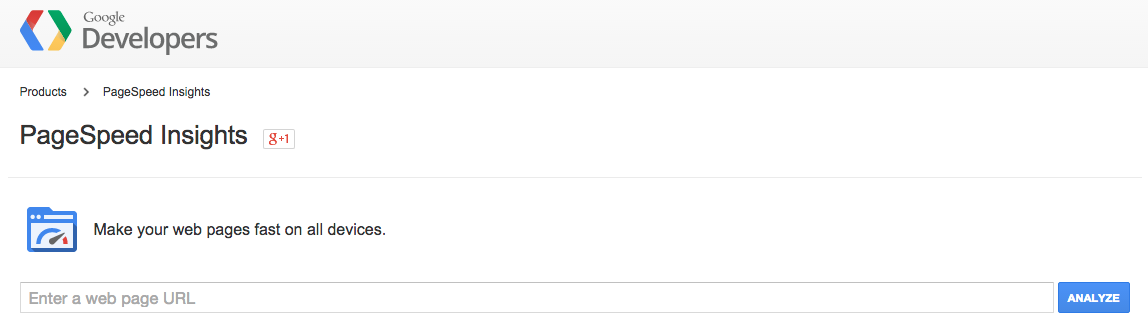 Google
Developers
Products > PageSpeed Insights
PageSpeed Insights g+1
Make your web pages fast on all devices.
Enter a web page URL ANALYZE